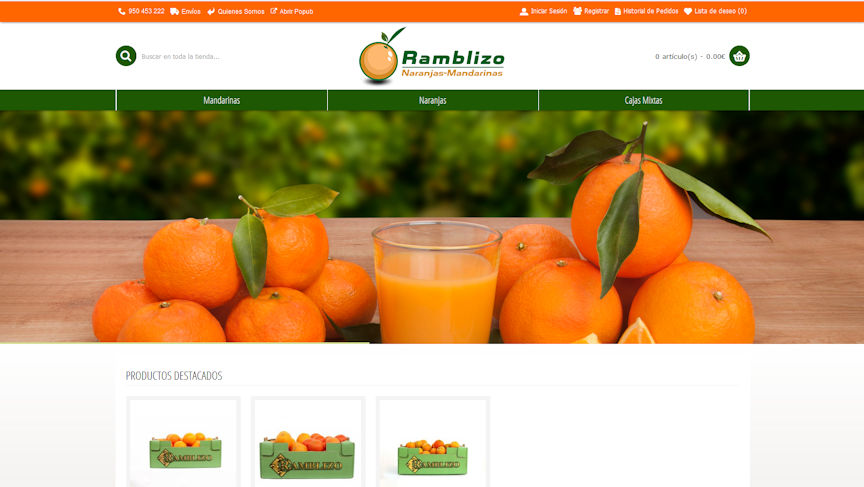 950 453 222 Envíos Quienes Somos Abrir Popub Iniciar Sesión Registrar Historial de Pedidos Lista de deseo (0)
Buscar en toda la tienda...
Ramblizo
Naranjas-Mandarinas
0 artículo(s) - 0.00€
Mandarinas Naranjas Cajas Mixtas
PRODUCTOS DESTACADOS
RAMBLIZO RAMBLIZO RAMBLIZO